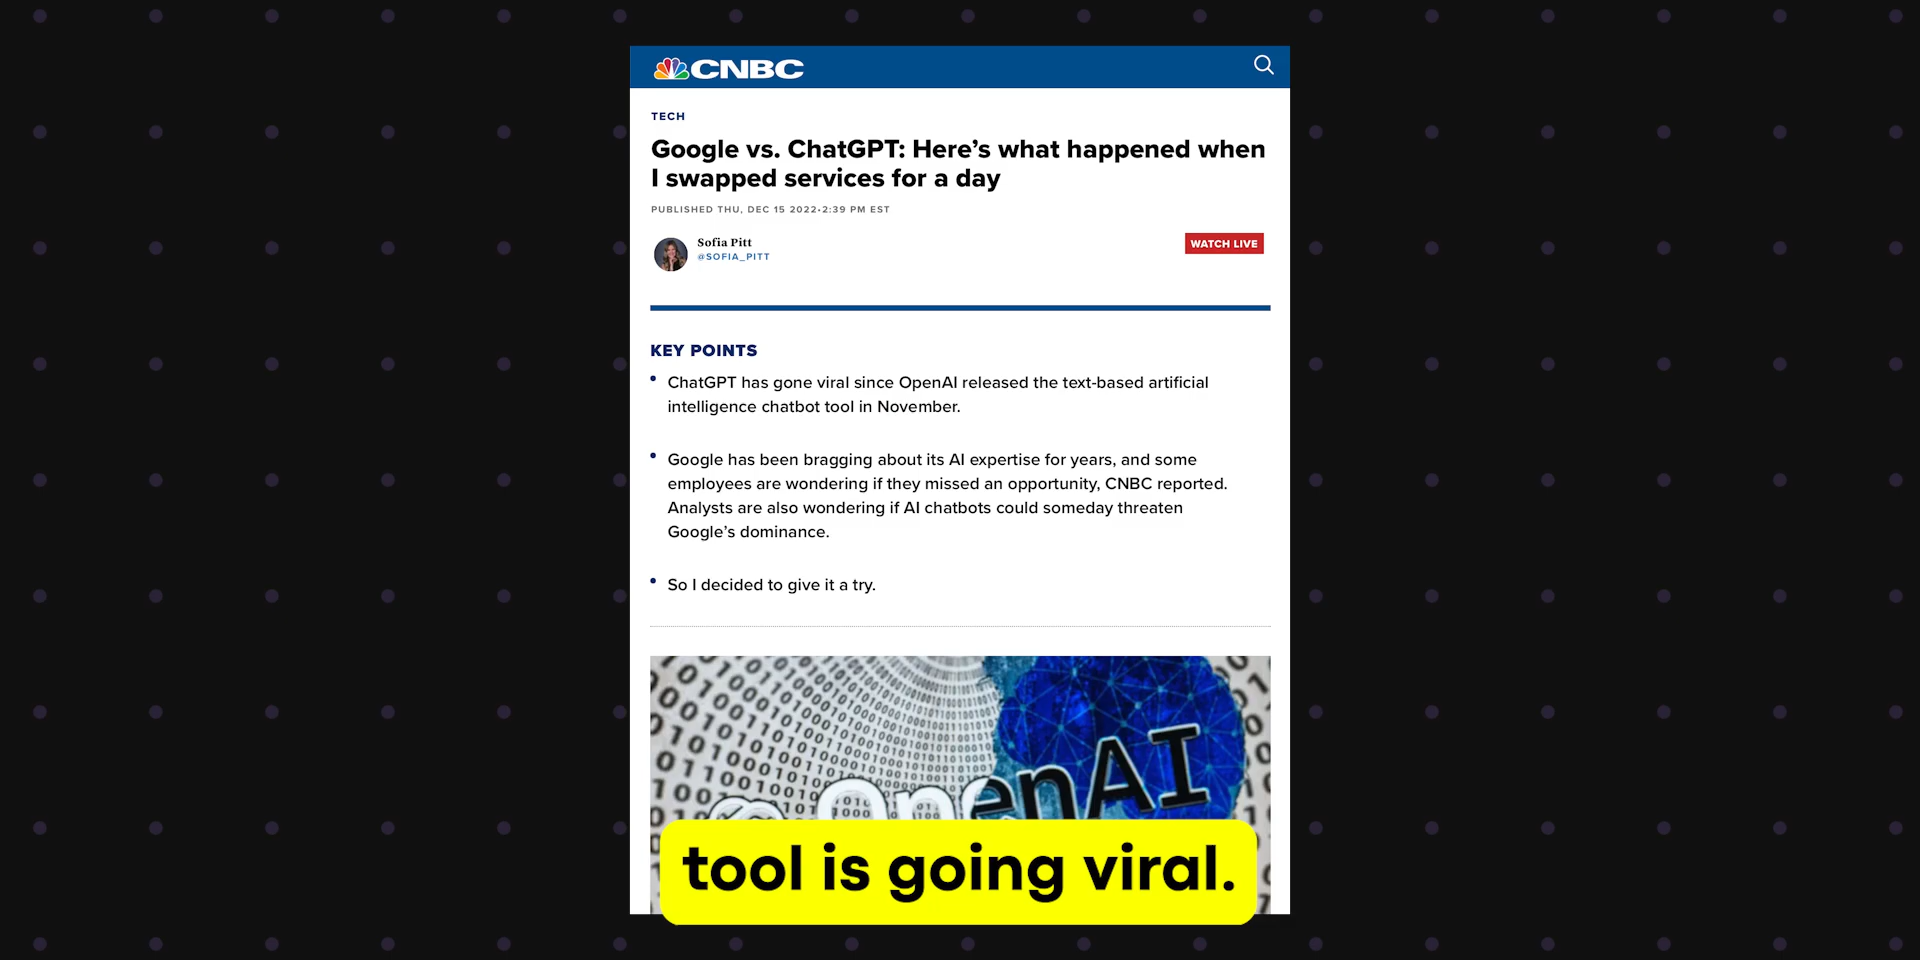 CNBC
TECH
Google vs. ChatGPT: Here’s what happened when
I swapped services for a day
PUBLISHED THU, DEC 15 2022•2:39 PM EST
Sofia Pitt
@SOFIA_PITT
WATCH LIVE
KEY POINTS
• ChatGPT has gone viral since OpenAI released the text-based artificial
intelligence chatbot tool in November.
• Google has been bragging about its AI expertise for years, and some
employees are wondering if they missed an opportunity, CNBC reported.
Analysts are also wondering if AI chatbots could someday threaten
Google’s dominance.
• So I decided to give it a try.
OpenAI
tool is going viral.